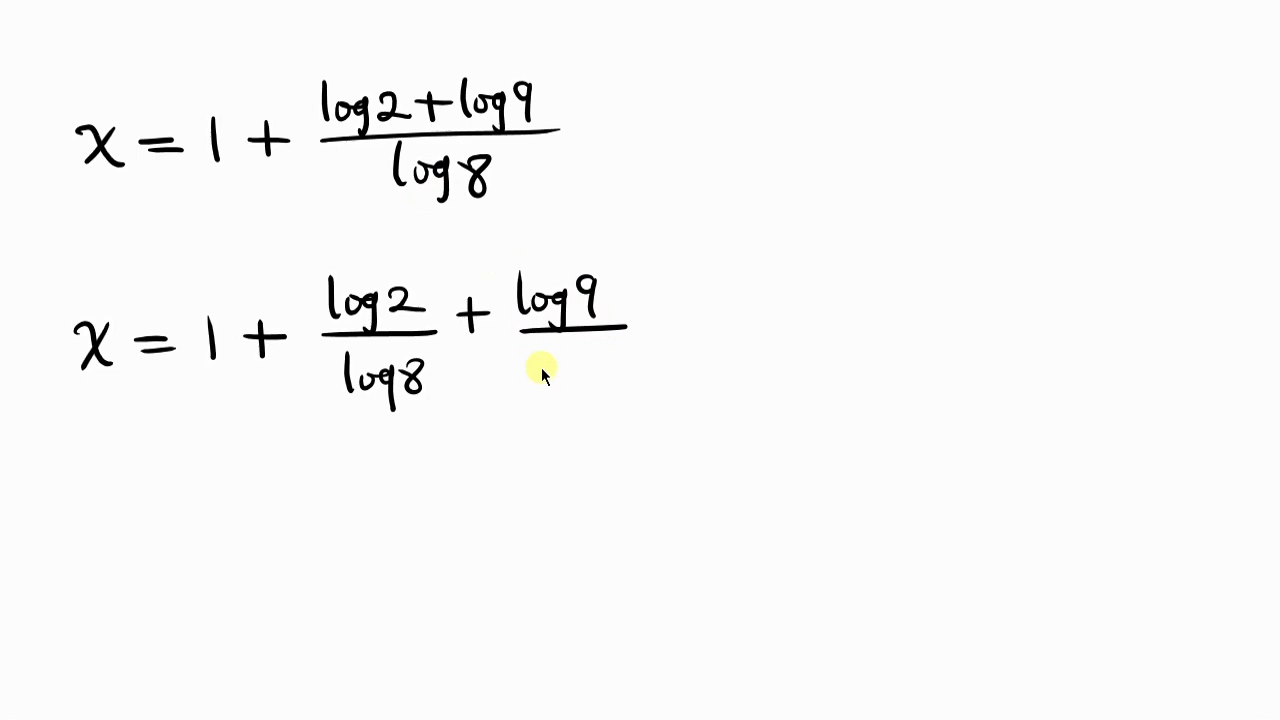 x = 1 + (log2 + log9)/(log8)
x = 1 + (log2)/(log8) + (log9)/